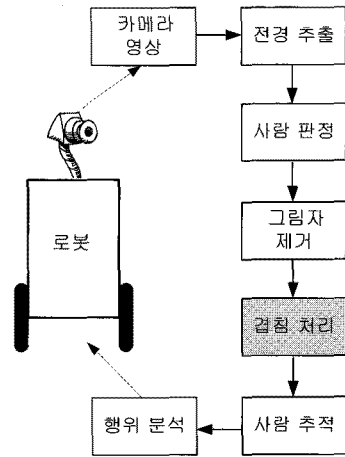 카메라
영상
전경 추출
사람 판정
그림자
제거
겹침 처리
사람 추적
행위 분석
로봇